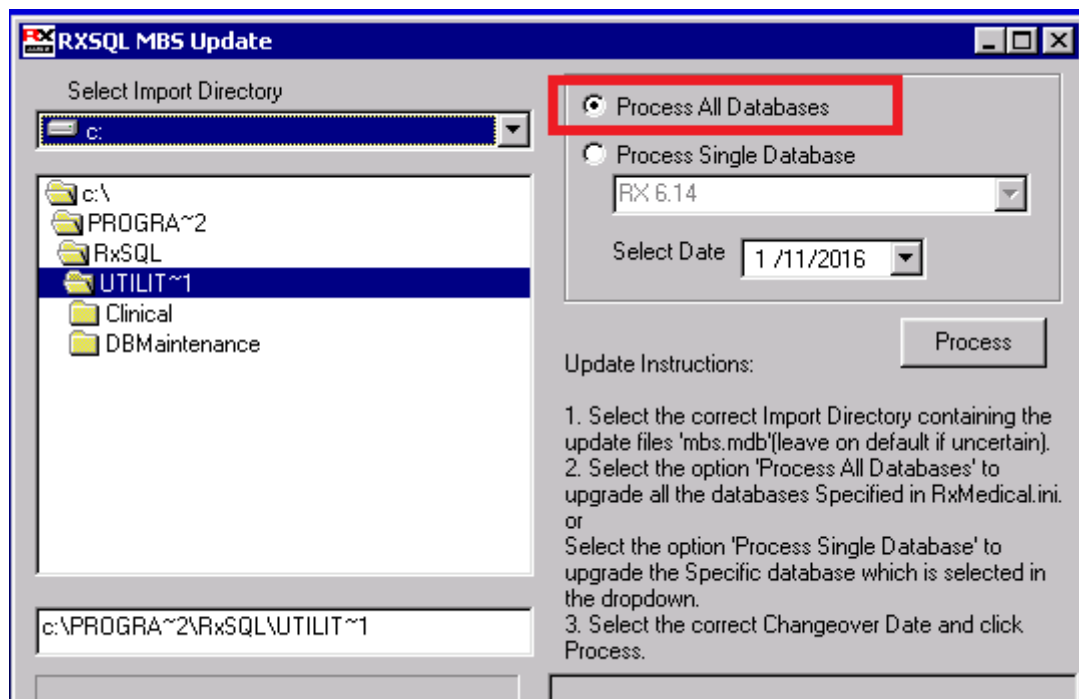 RXSQL MBS Update
Select Import Directory
c:
c:\
PROGRA~2
RxSQL
UTILIT~1
Clinical
DBMaintenance
c:\PROGRA~2\RxSQL\UTILIT~1
Process All Databases
Process Single Database
RX 6.14
Select Date 1 /11/2016
Process
Update Instructions:
1. Select the correct Import Directory containing the
update files 'mbs.mdb'(leave on default if uncertain).
2. Select the option 'Process All Databases' to
upgrade all the databases Specified in RxMedical.ini.
or
Select the option 'Process Single Database' to
upgrade the Specific database which is selected in
the dropdown.
3. Select the correct Changeover Date and click
Process.